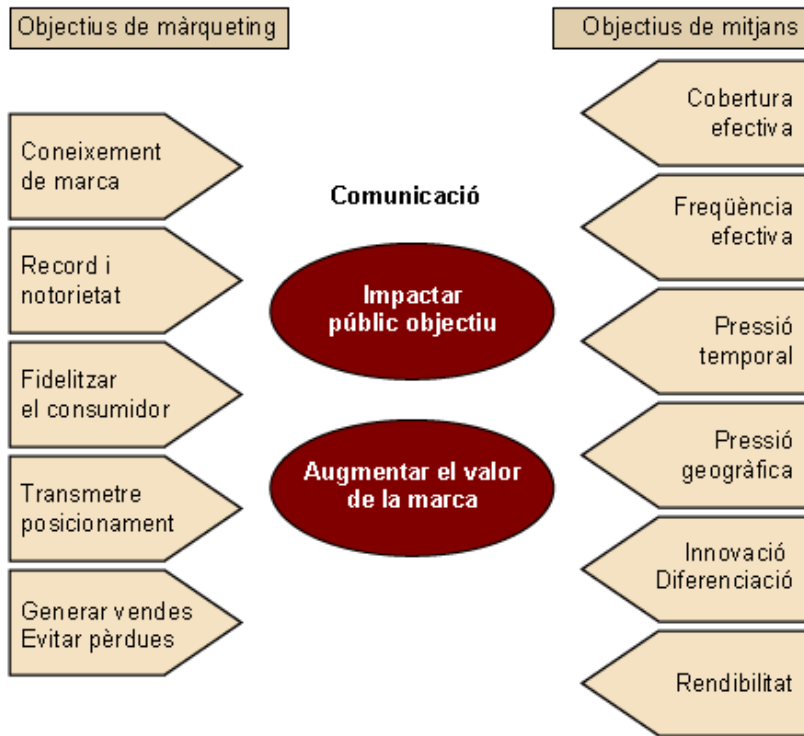 Objectius de màrqueting
Coneixement
de marca
Record i
notorietat
Fidelitzar
el consumidor
Transmetre
posicionament
Generar vendes
Evitar pèrdues
Comunicació
Impactar
públic objectiu
Augmentar el valor
de la marca
Objectius de mitjans
Cobertura
efectiva
Freqüència
efectiva
Pressió
temporal
Pressió
geogràfica
Innovació
Diferenciació
Rendibilitat